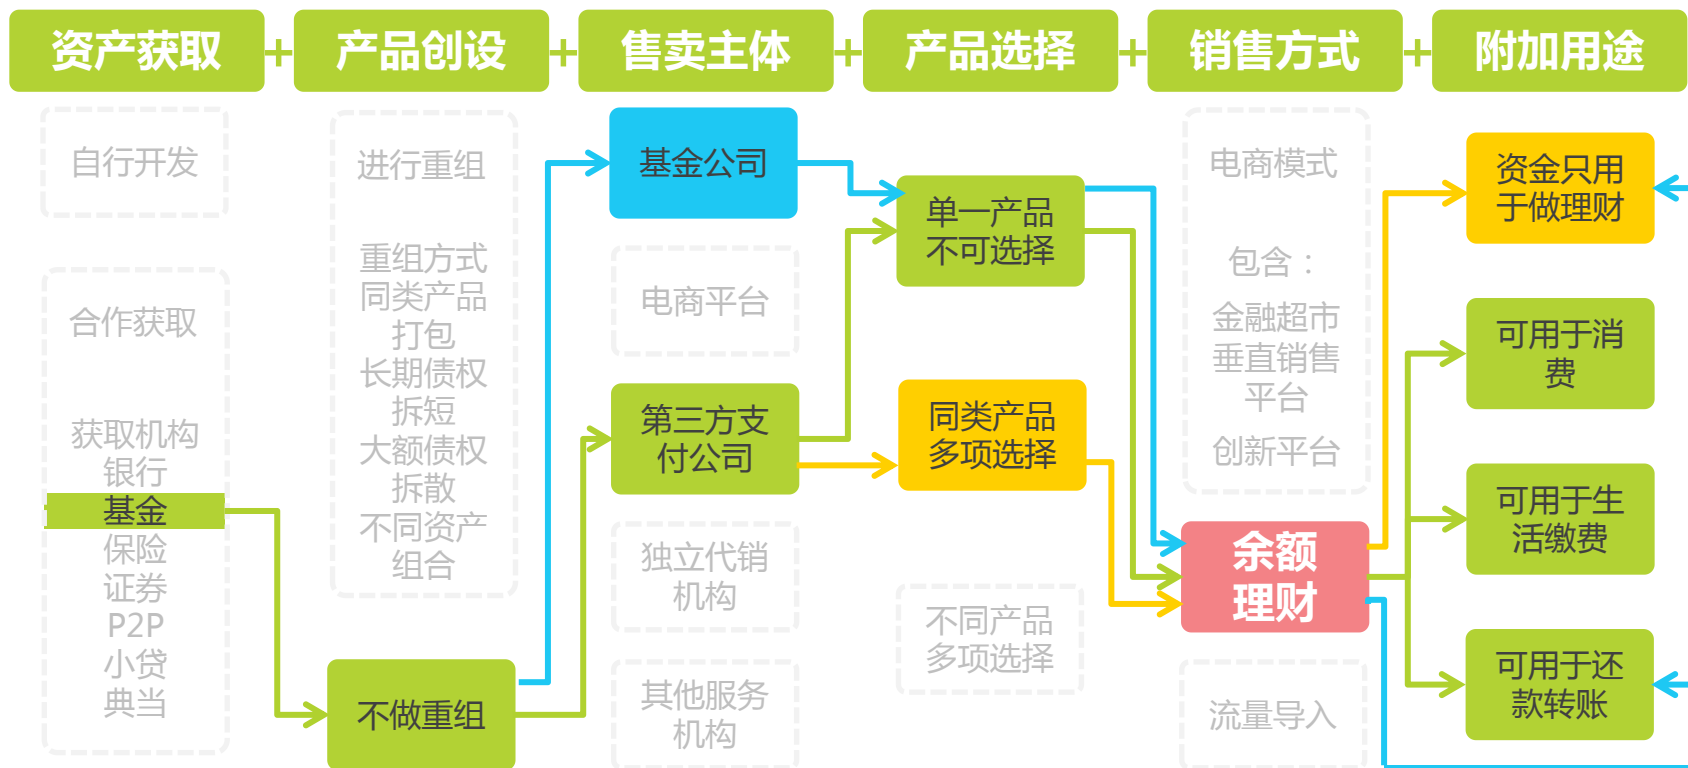 资产获取 + 产品创设 + 售卖主体 + 产品选择 + 销售方式 + 附加用途
自行开发
合作获取
获取机构
银行
基金
保险
证券
P2P
小贷
典当
进行重组
重组方式
同类产品
打包
长期债权
拆短
大额债权
拆散
不同资产
组合
不做重组
基金公司
电商平台
第三方支
付公司
独立代销
机构
其他服务
机构
单一产品
不可选择
同类产品
多项选择
不同产品
多项选择
电商模式
包含：
金融超市
垂直销售
平台
创新平台
余额
理财
流量导入
资金只用
于做理财
可用于消
费
可用于生
活缴费
可用于还
款转账